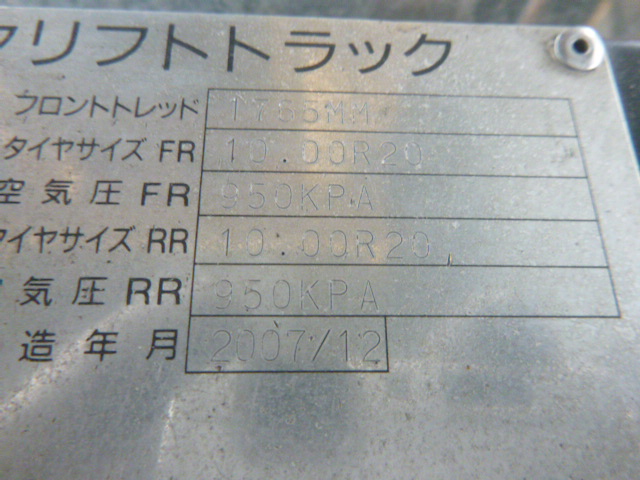 リフトトラック
フロントトレッド
タイヤサイズ FR 10.00R20
空気圧 FR 950KPA
タイヤサイズ RR 10.00R20
気圧 RR 950KPA
造年月 2007/12